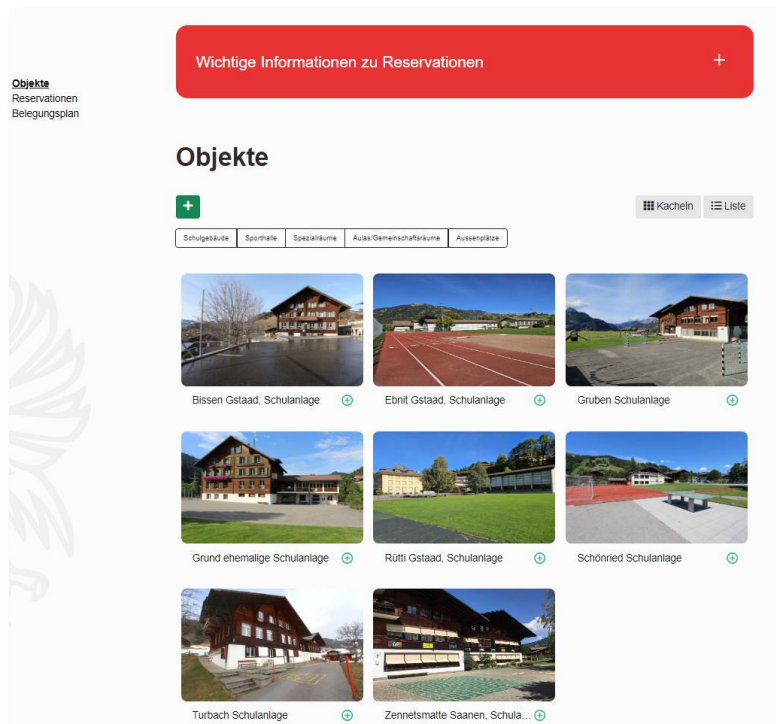 Wichtige Informationen zu Reservationen
Objekte
Reservationen
Belegungsplan
Objekte
Kacheln Liste
Schulgebäude Sporthalle Spezialräume Aulas/Gemeinschaftsräume Aussenplätze
Bissen Gstaad, Schulanlage Ebnit Gstaad, Schulanlage Gruben Schulanlage
Grund ehemalige Schulanlage Rütti Gstaad, Schulanlage Schönried Schulanlage
Turbach Schulanlage Zennetsmatte Saanen, Schula...